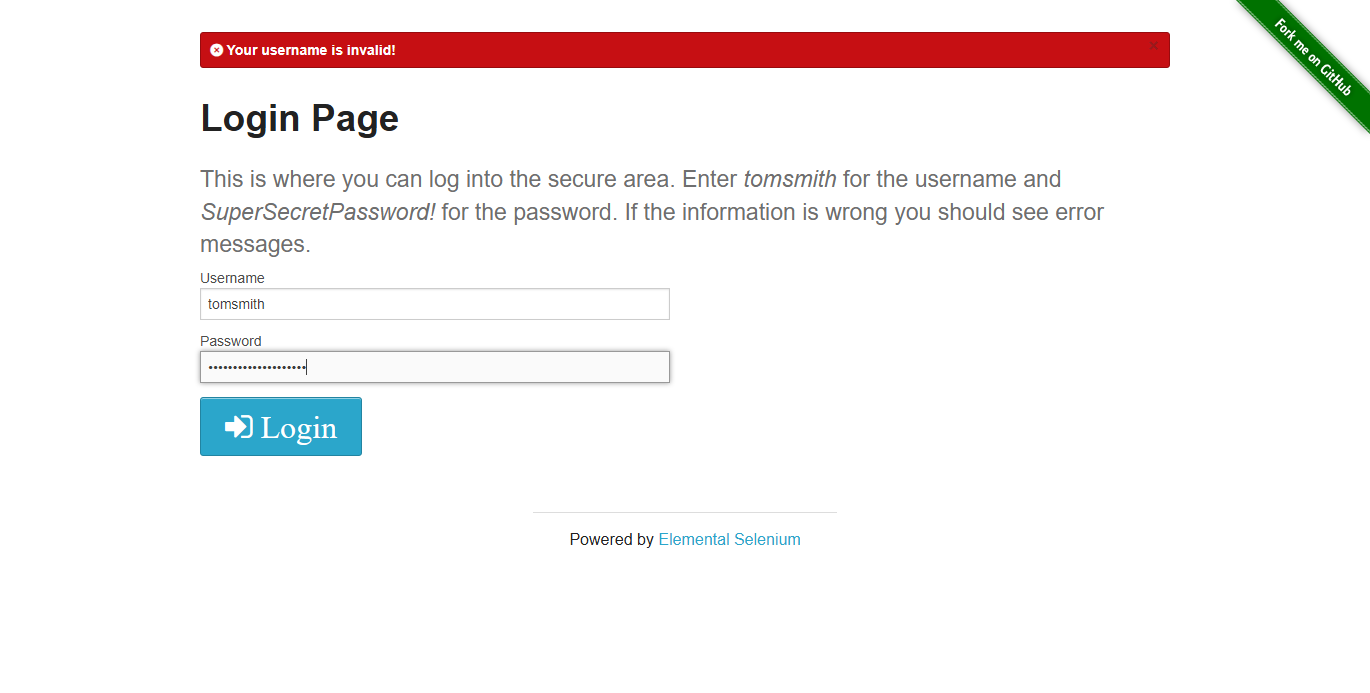 Your username is invalid!
Fork me on GitHub
Login Page
This is where you can log into the secure area. Enter tomsmith for the username and
SuperSecretPassword! for the password. If the information is wrong you should see error
messages.
Username
tomsmith
Password
••••••••••••••••••••
Login
Powered by Elemental Selenium